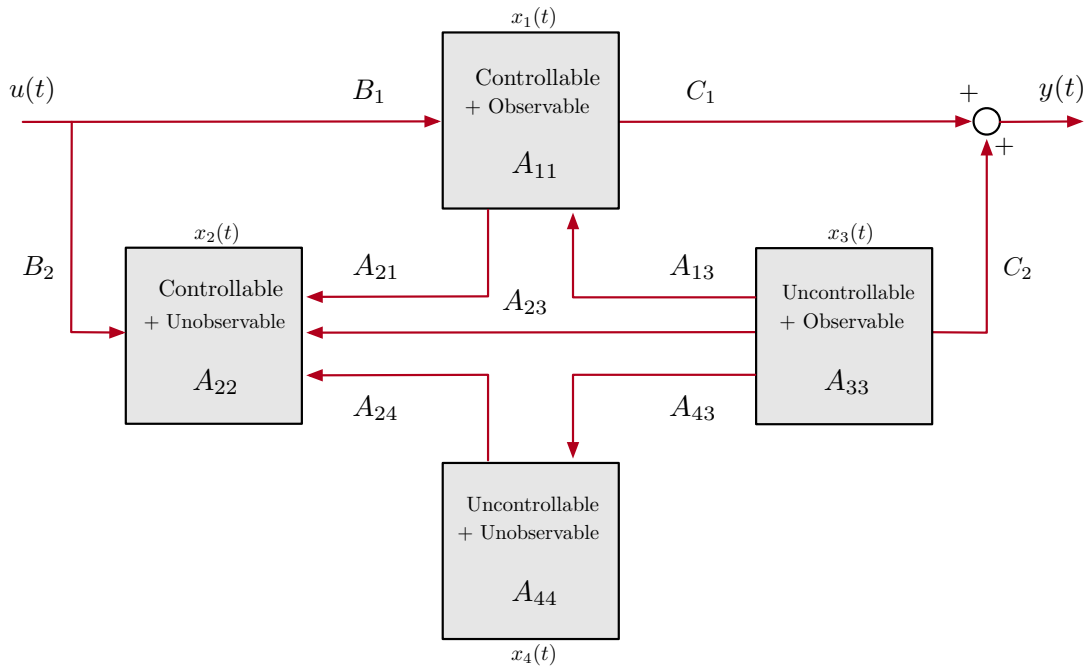 x₁(t)
u(t)
B₁
Controllable
+ Observable
A₁₁
C₁
+
y(t)
+
x₂(t)
B₂
Controllable
+ Unobservable
A₂₂
A₂₁
A₂₃
A₁₃
x₃(t)
Uncontrollable
+ Observable
A₃₃
C₂
A₂₄
A₄₃
Uncontrollable
+ Unobservable
A₄₄
x₄(t)